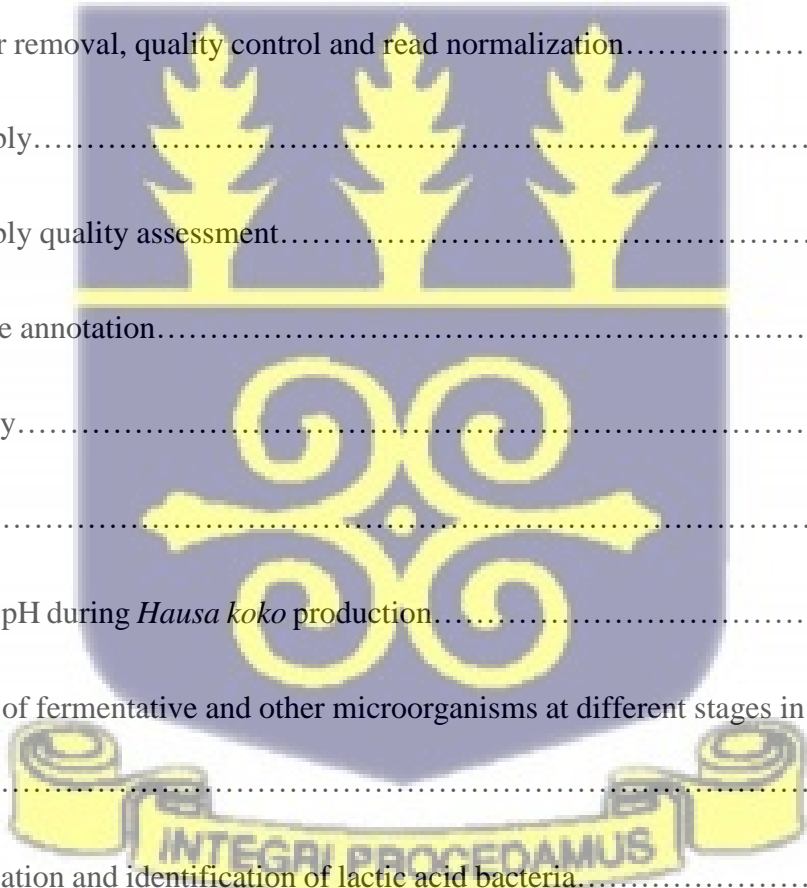 r removal, quality control and read normalization……………………
bly……………………………………………………………………
bly quality assessment………………………………………………
e annotation…………………………………………………………
y……………………………………………………………………
………………………………………………………………………
pH during Hausa koko production……………………………………
of fermentative and other microorganisms at different stages in
………………………………………………………………………
INTEGRI PROCEDAMUS
ation and identification of lactic acid bacteria……………………